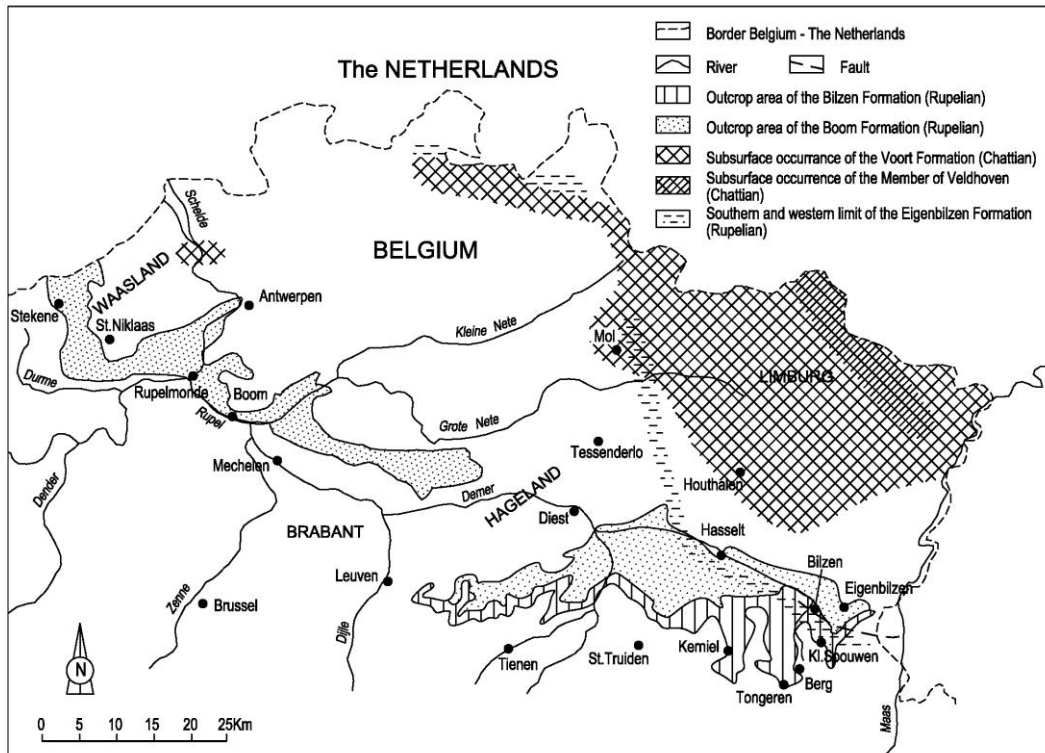 Border Belgium - The Netherlands
River
Fault
Outcrop area of the Bilzen Formation (Rupelian)
Outcrop area of the Boom Formation (Rupelian)
Subsurface occurrance of the Voort Formation (Chattian)
Subsurface occurrence of the Member of Veldhoven
(Chattian)
Southern and western limit of the Eigenbilzen Formation
(Rupelian)
The NETHERLANDS
BELGIUM
Schelde
WAASLAND
Stekene
St.Niklaas
Antwerpen
Kleine Nete
Mol
LIMBURG
Durme
Rupelmonde
Boom
Rupel
Grote Nete
Tessenderlo
Mechelen
Houthalen
Dender
Demer
HAGELAND
Diest
Hasselt
BRABANT
Bilzen
Leuven
Eigenbilzen
Zenne
Brussel
Dijle
Tienen
St.Truiden
Kerniel
Kl.Spouwen
Berg
Tongeren
Maas
N
0 5 10 15 20 25Km